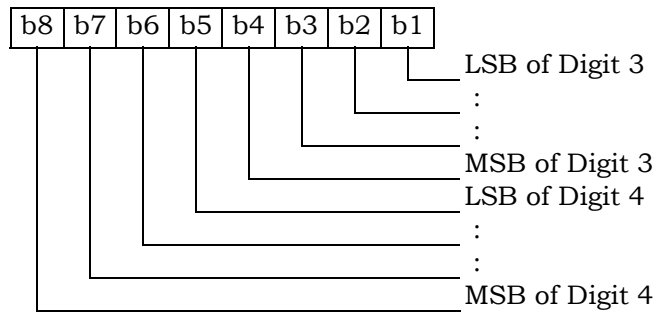 b8 b7 b6 b5 b4 b3 b2 b1
LSB of Digit 3
:
:
MSB of Digit 3
LSB of Digit 4
:
:
MSB of Digit 4